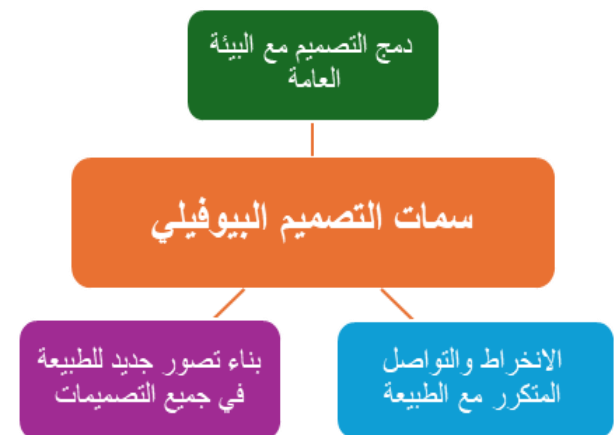 دمج التصميم مع البيئة
العامة
سمات التصميم البيوفيلي
الانخراط والتواصل
المتكرر مع الطبيعة
بناء تصور جديد للطبيعة
في جميع التصميمات